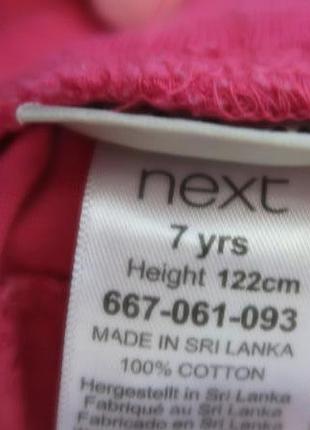 next
7 yrs
Height 122cm
667-061-093
MADE IN SRI LANKA
100% COTTON
Hergestellt in Sri Lanka
Fabriqué au Sri Lanka
Fabricado en Sri